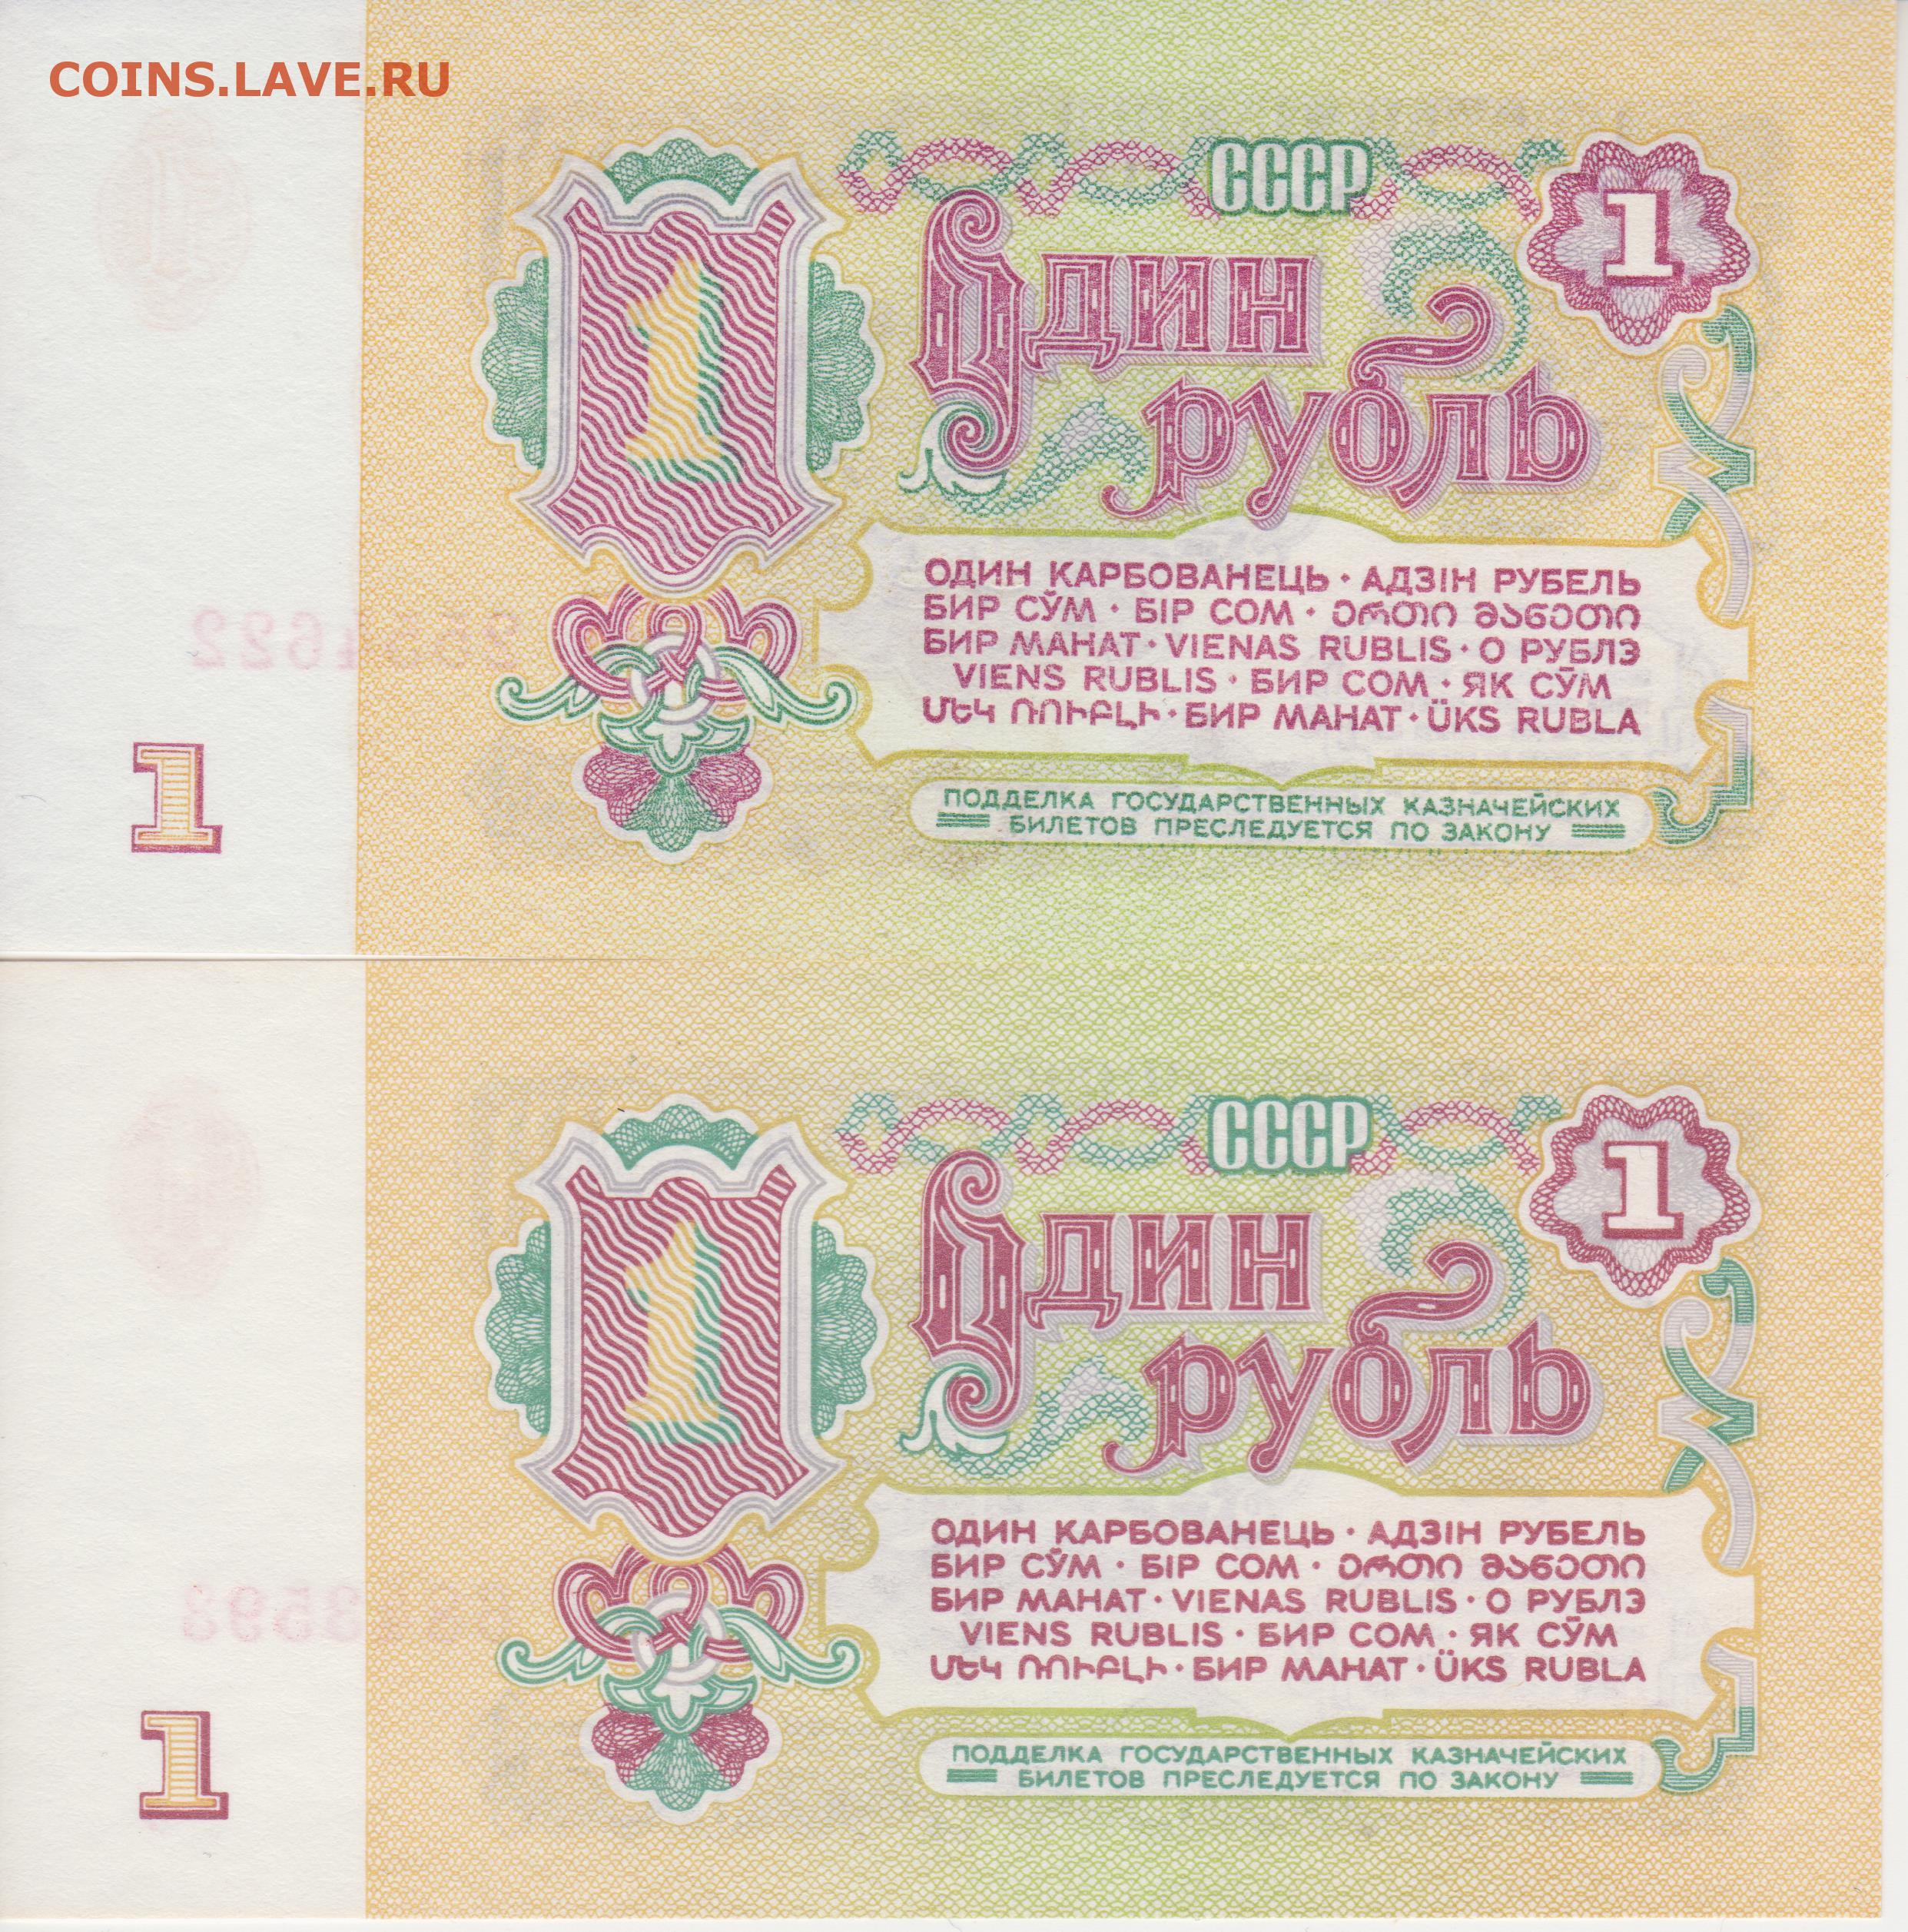 COINS.LAVE.RU
СССР
1
1
Один
рубль
ОДИН КАРБОВАНЕЦЬ · АДЗІН РУБЕЛЬ
БИР СЎМ · БІР СОМ · ერთი მანეთი
БИР МАНАТ · VIENAS RUBLIS · О РУБЛЭ
VIENS RUBLIS · БИР СОМ · ЯК СӮМ
ՄԵԿ ՌՈՒԲԼԻ · БИР МАНАТ · ÜKS RUBLA
1
ПОДДЕЛКА ГОСУДАРСТВЕННЫХ КАЗНАЧЕЙСКИХ
БИЛЕТОВ ПРЕСЛЕДУЕТСЯ ПО ЗАКОНУ
СССР
1
1
Один
рубль
ОДИН КАРБОВАНЕЦЬ · АДЗІН РУБЕЛЬ
БИР СЎМ · БІР СОМ · ერთი მანეთი
БИР МАНАТ · VIENAS RUBLIS · О РУБЛЭ
VIENS RUBLIS · БИР СОМ · ЯК СӮМ
ՄԵԿ ՌՈՒԲԼԻ · БИР МАНАТ · ÜKS RUBLA
1
ПОДДЕЛКА ГОСУДАРСТВЕННЫХ КАЗНАЧЕЙСКИХ
БИЛЕТОВ ПРЕСЛЕДУЕТСЯ ПО ЗАКОНУ